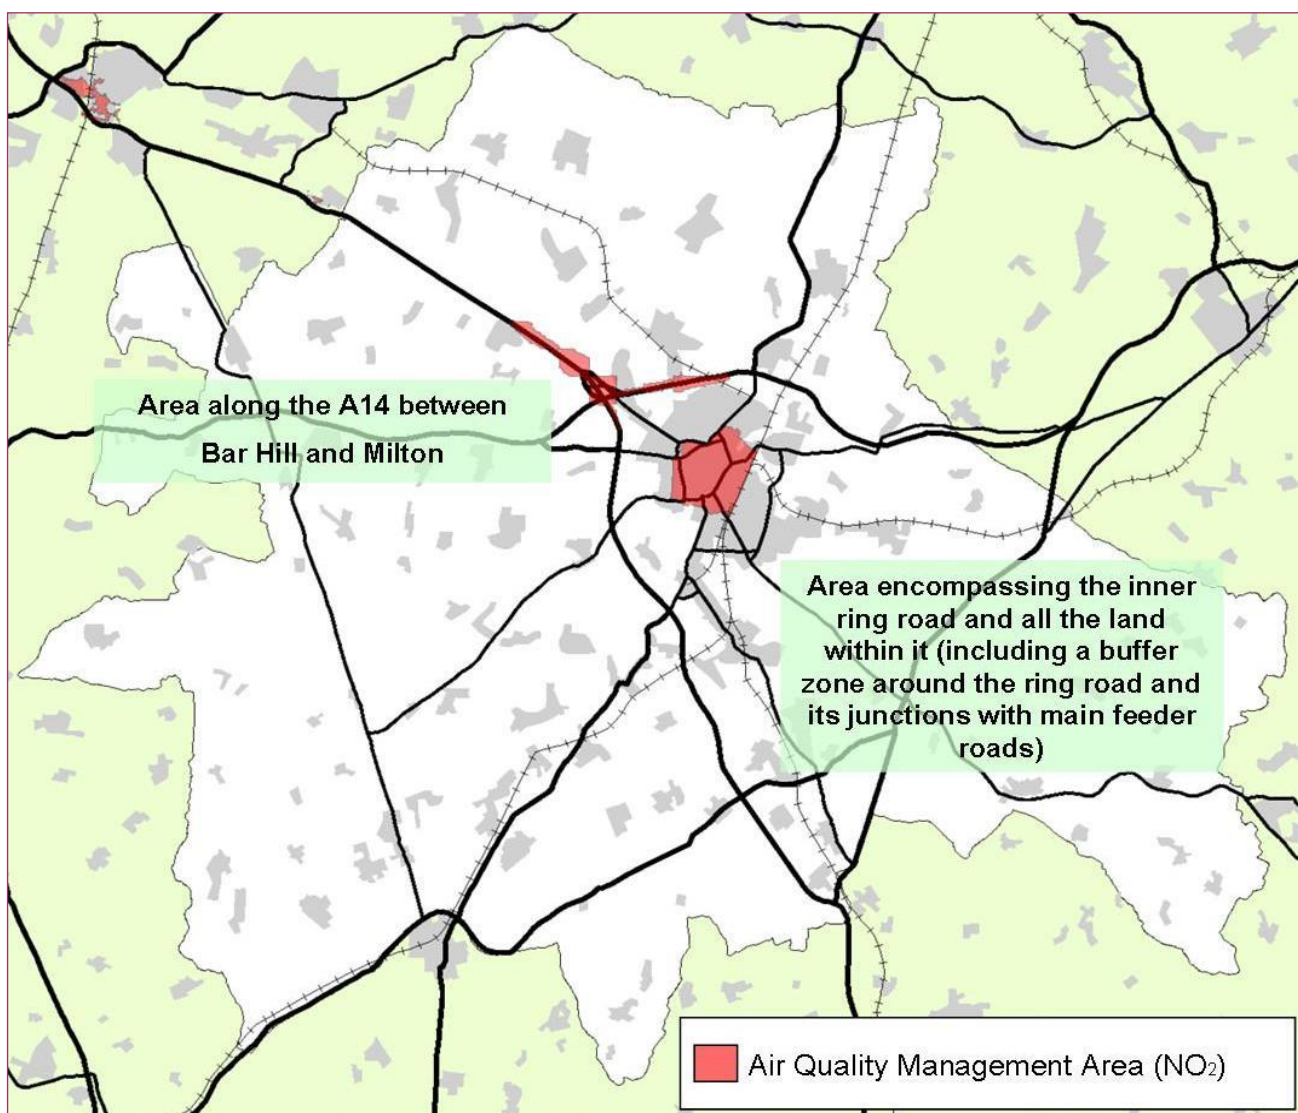 Area along the A14 between
Bar Hill and Milton
Area encompassing the inner
ring road and all the land
within it (including a buffer
zone around the ring road and
its junctions with main feeder
roads)
Air Quality Management Area (NO₂)